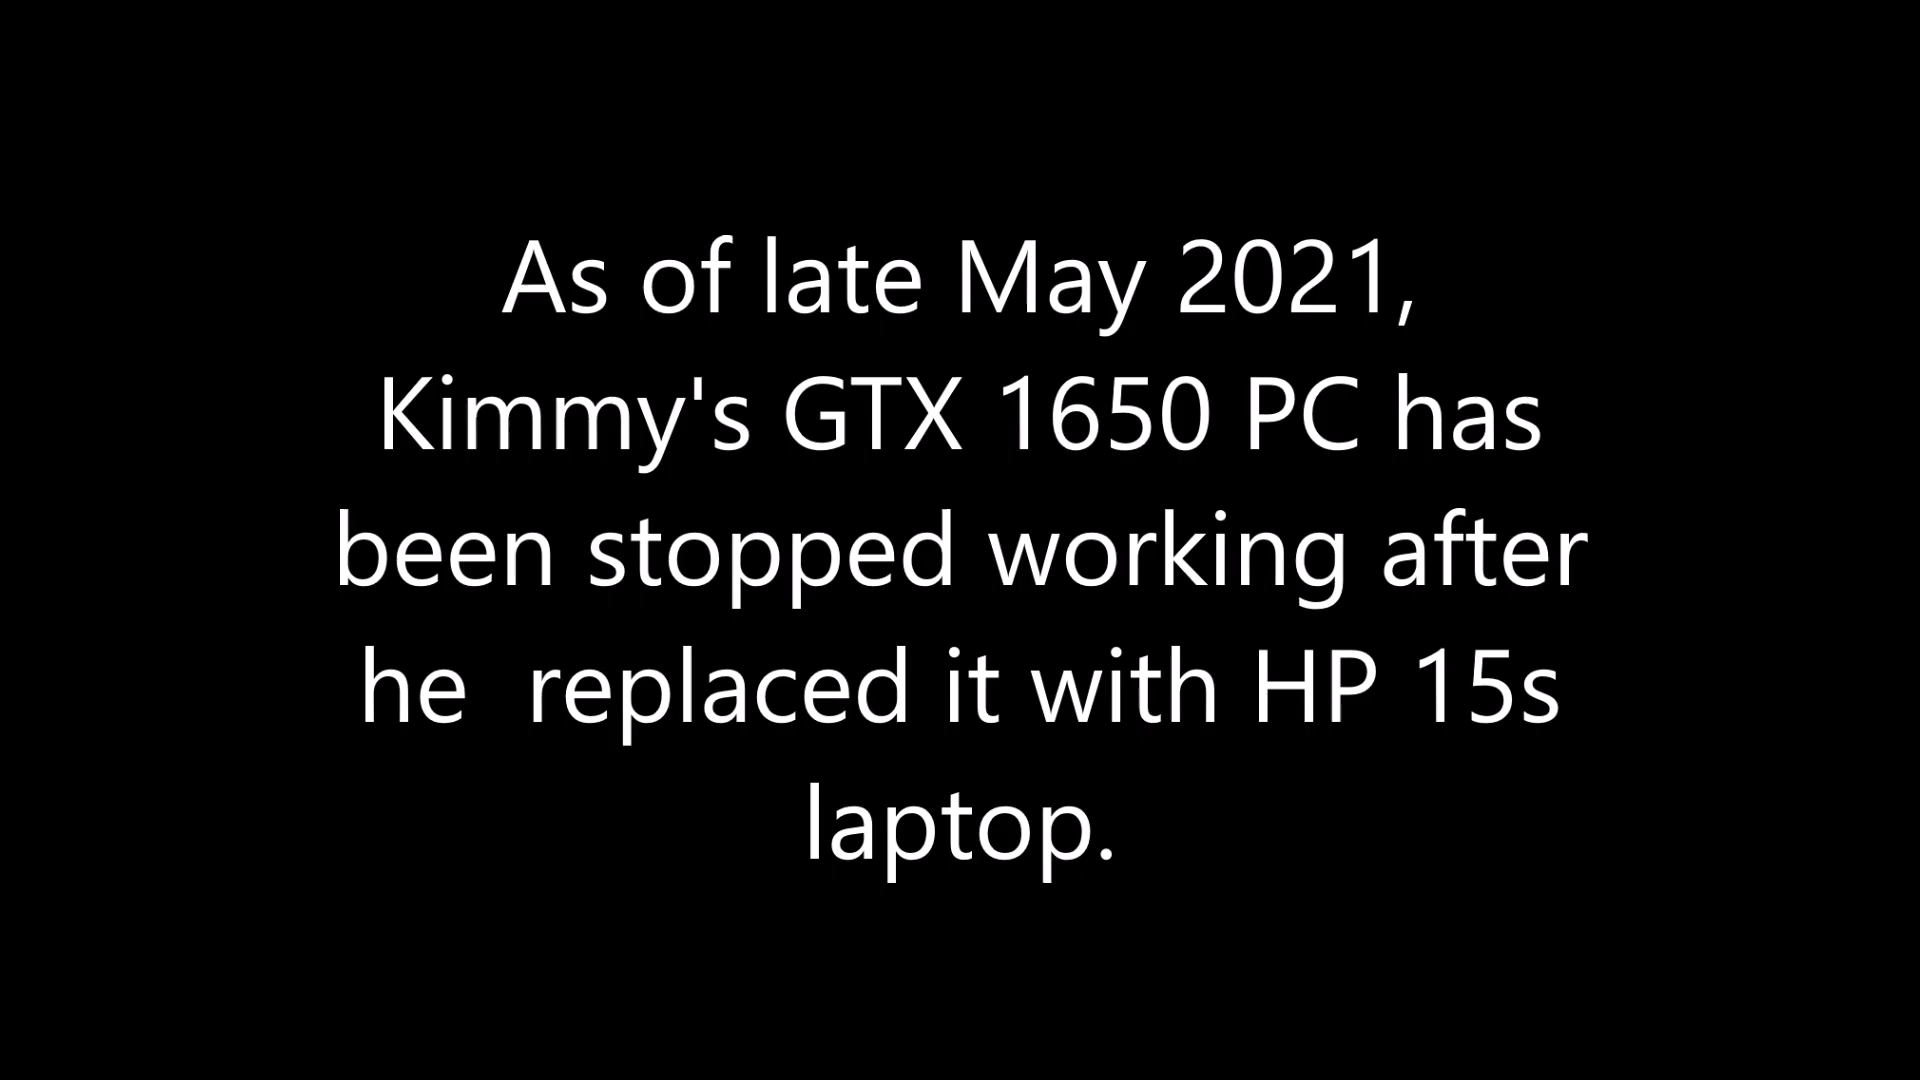 As of late May 2021,
Kimmy's GTX 1650 PC has
been stopped working after
he  replaced it with HP 15s
laptop.